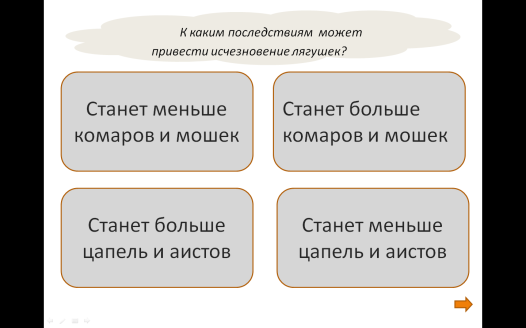 К каким последствиям может
привести исчезновение лягушек?
Станет меньше
комаров и мошек
Станет больше
комаров и мошек
Станет больше
цапель и аистов
Станет меньше
цапель и аистов